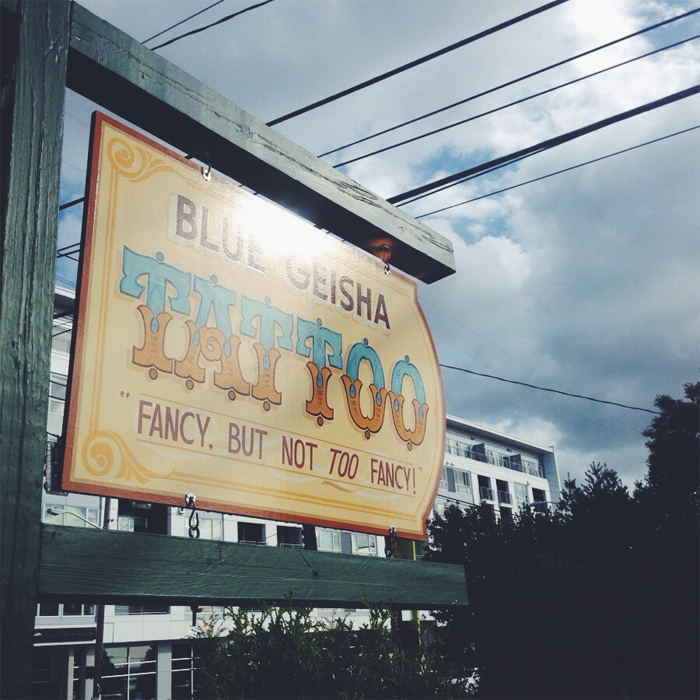 BLUE GEISHA
TATTOO
"FANCY, BUT NOT TOO FANCY!"